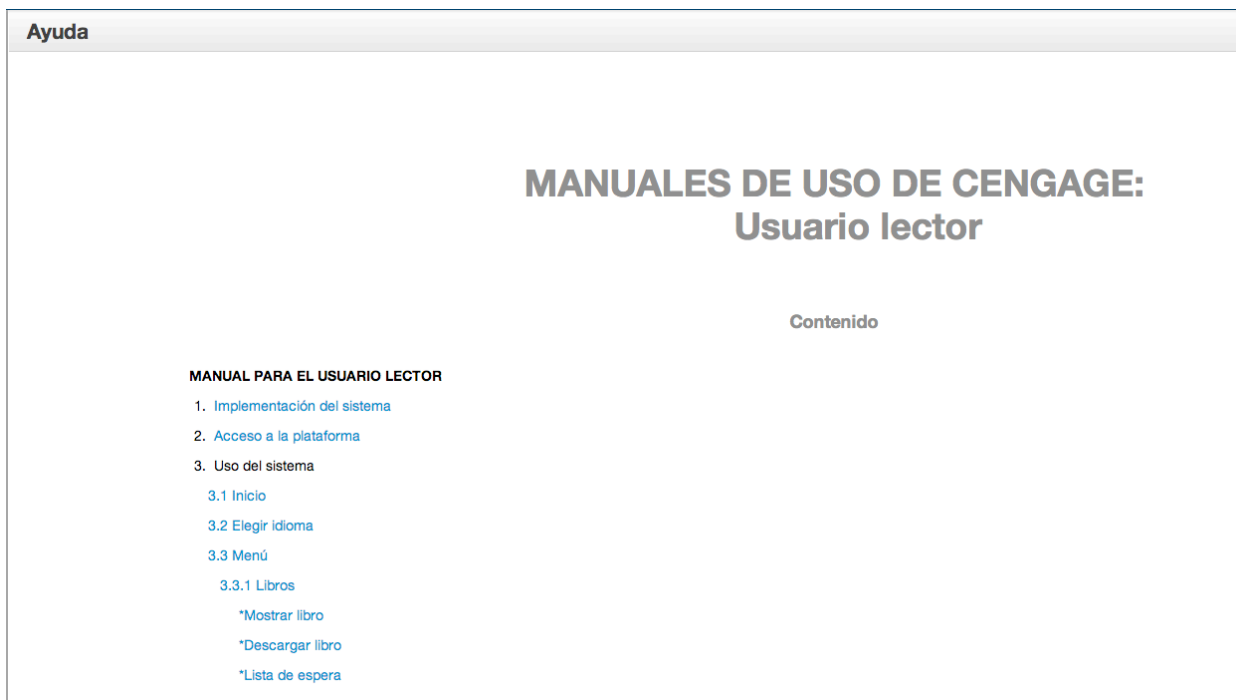 Ayuda
MANUALES DE USO DE CENGAGE:
Usuario lector
Contenido
MANUAL PARA EL USUARIO LECTOR
1. Implementación del sistema
2. Acceso a la plataforma
3. Uso del sistema
3.1 Inicio
3.2 Elegir idioma
3.3 Menú
3.3.1 Libros
*Mostrar libro
*Descargar libro
*Lista de espera